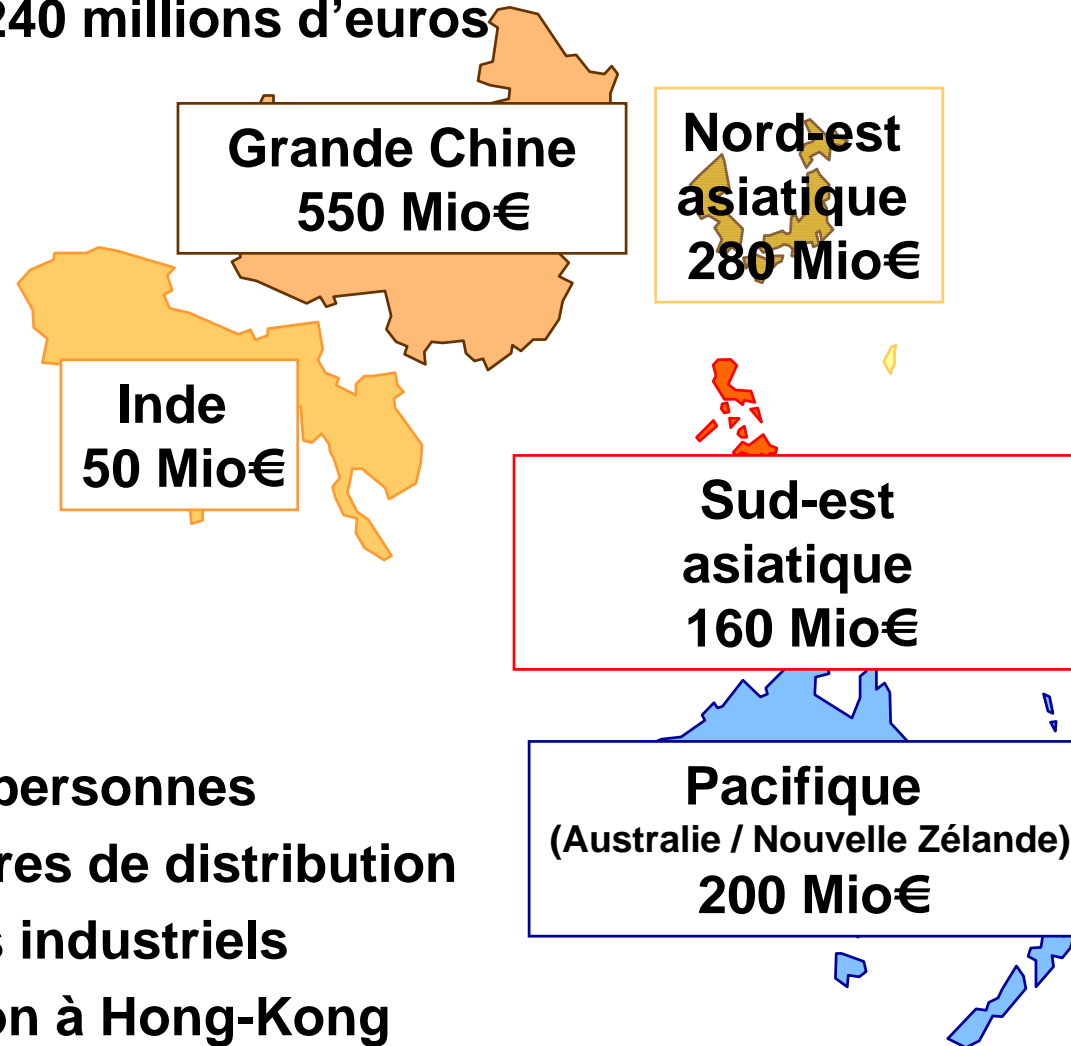 240 millions d’euros
Grande Chine
550 Mio€
Nord-est
asiatique
280 Mio€
Inde
50 Mio€
Sud-est
asiatique
160 Mio€
Pacifique
(Australie / Nouvelle Zélande)
200 Mio€
personnes
res de distribution
s industriels
on à Hong-Kong